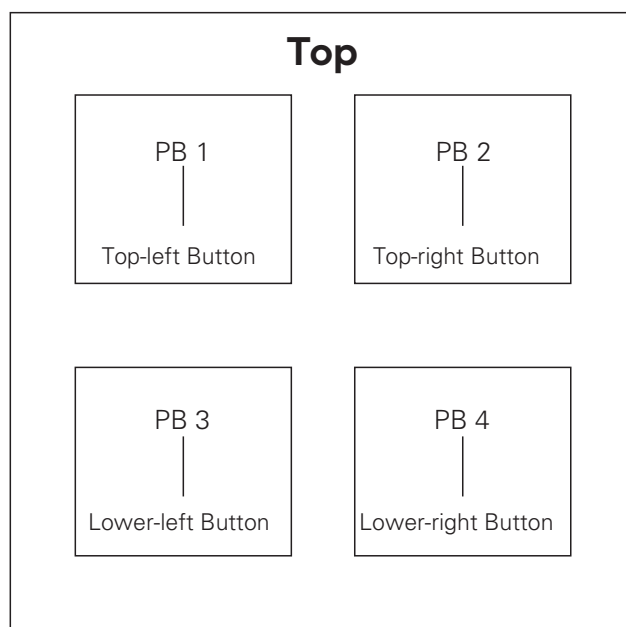 Top
PB 1
PB 2
Top-left Button
Top-right Button
PB 3
PB 4
Lower-left Button
Lower-right Button